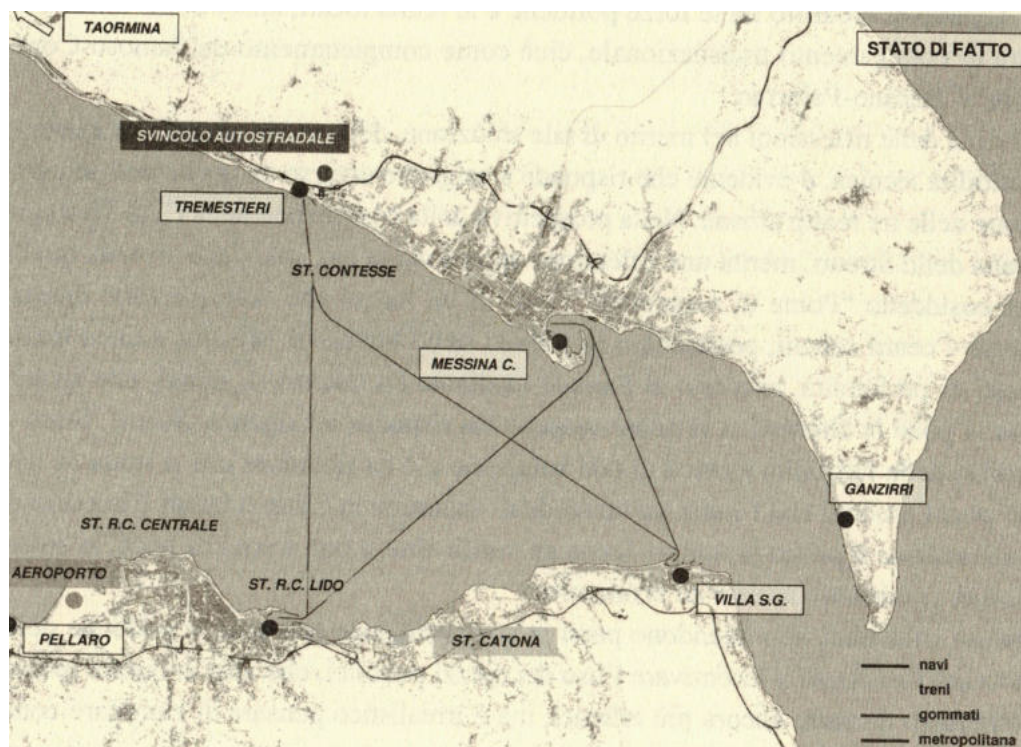 TAORMINA
STATO DI FATTO
SVINCOLO AUTOSTRADALE
TREMESTIERI
ST. CONTESSE
MESSINA C.
GANZIRRI
ST. R.C. CENTRALE
AEROPORTO
ST. R.C. LIDO
VILLA S.G.
PELLARO
ST. CATONA
navi
treni
gommati
metropolitana